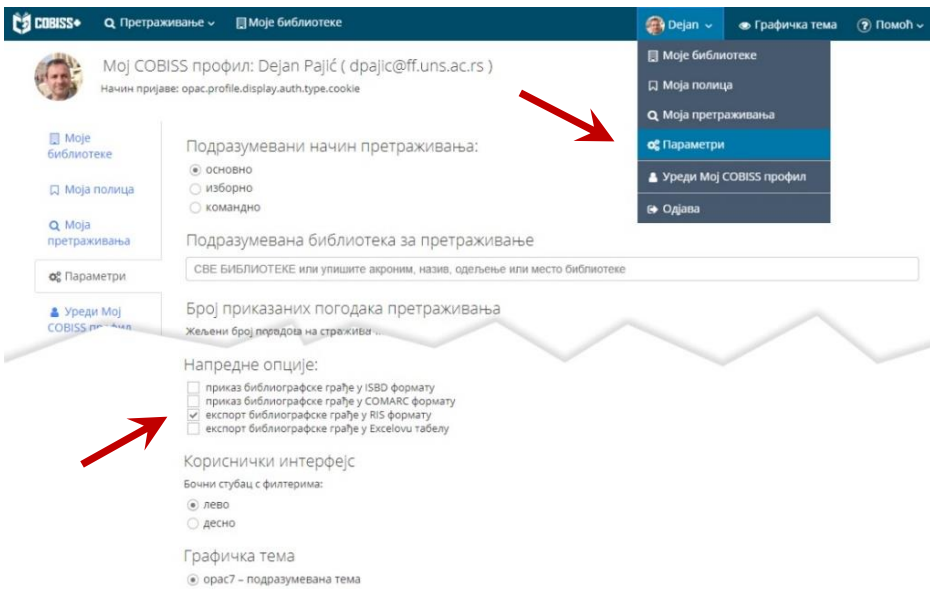 COBISS+
Претраживање
Моје библиотеке
Dejan
Графичка тема
Помоћ
Мој COBISS профил: Dejan Pajić ( dpajic@ff.uns.ac.rs )
Начин пријаве: opac.profile.display.auth.type.cookie
Моје библиотеке
Моја полица
Моја претраживања
Параметри
Уреди Мој COBISS профил
Одјава
Моје
библиотеке
Моја полица
Моја
претраживања
Параметри
Уреди Мој
COBISS профил
Подразумевани начин претраживања:
основно
изборно
командно
Подразумевана библиотека за претраживање
СВЕ БИБЛИОТЕКЕ или упишите акроним, назив, одељење или место библиотеке
Број приказаних погодака претраживања
Жељени број
Напредне опције:
приказ библиографске грађе у ISBD формату
приказ библиографске грађе у COMARC формату
експорт библиографске грађе у RIS формату
експорт библиографске грађе у Excelovu табелу
Кориснички интерфејс
Бочни стубац с филтерима:
лево
десно
Графичка тема
opac7 – подразумевана тема